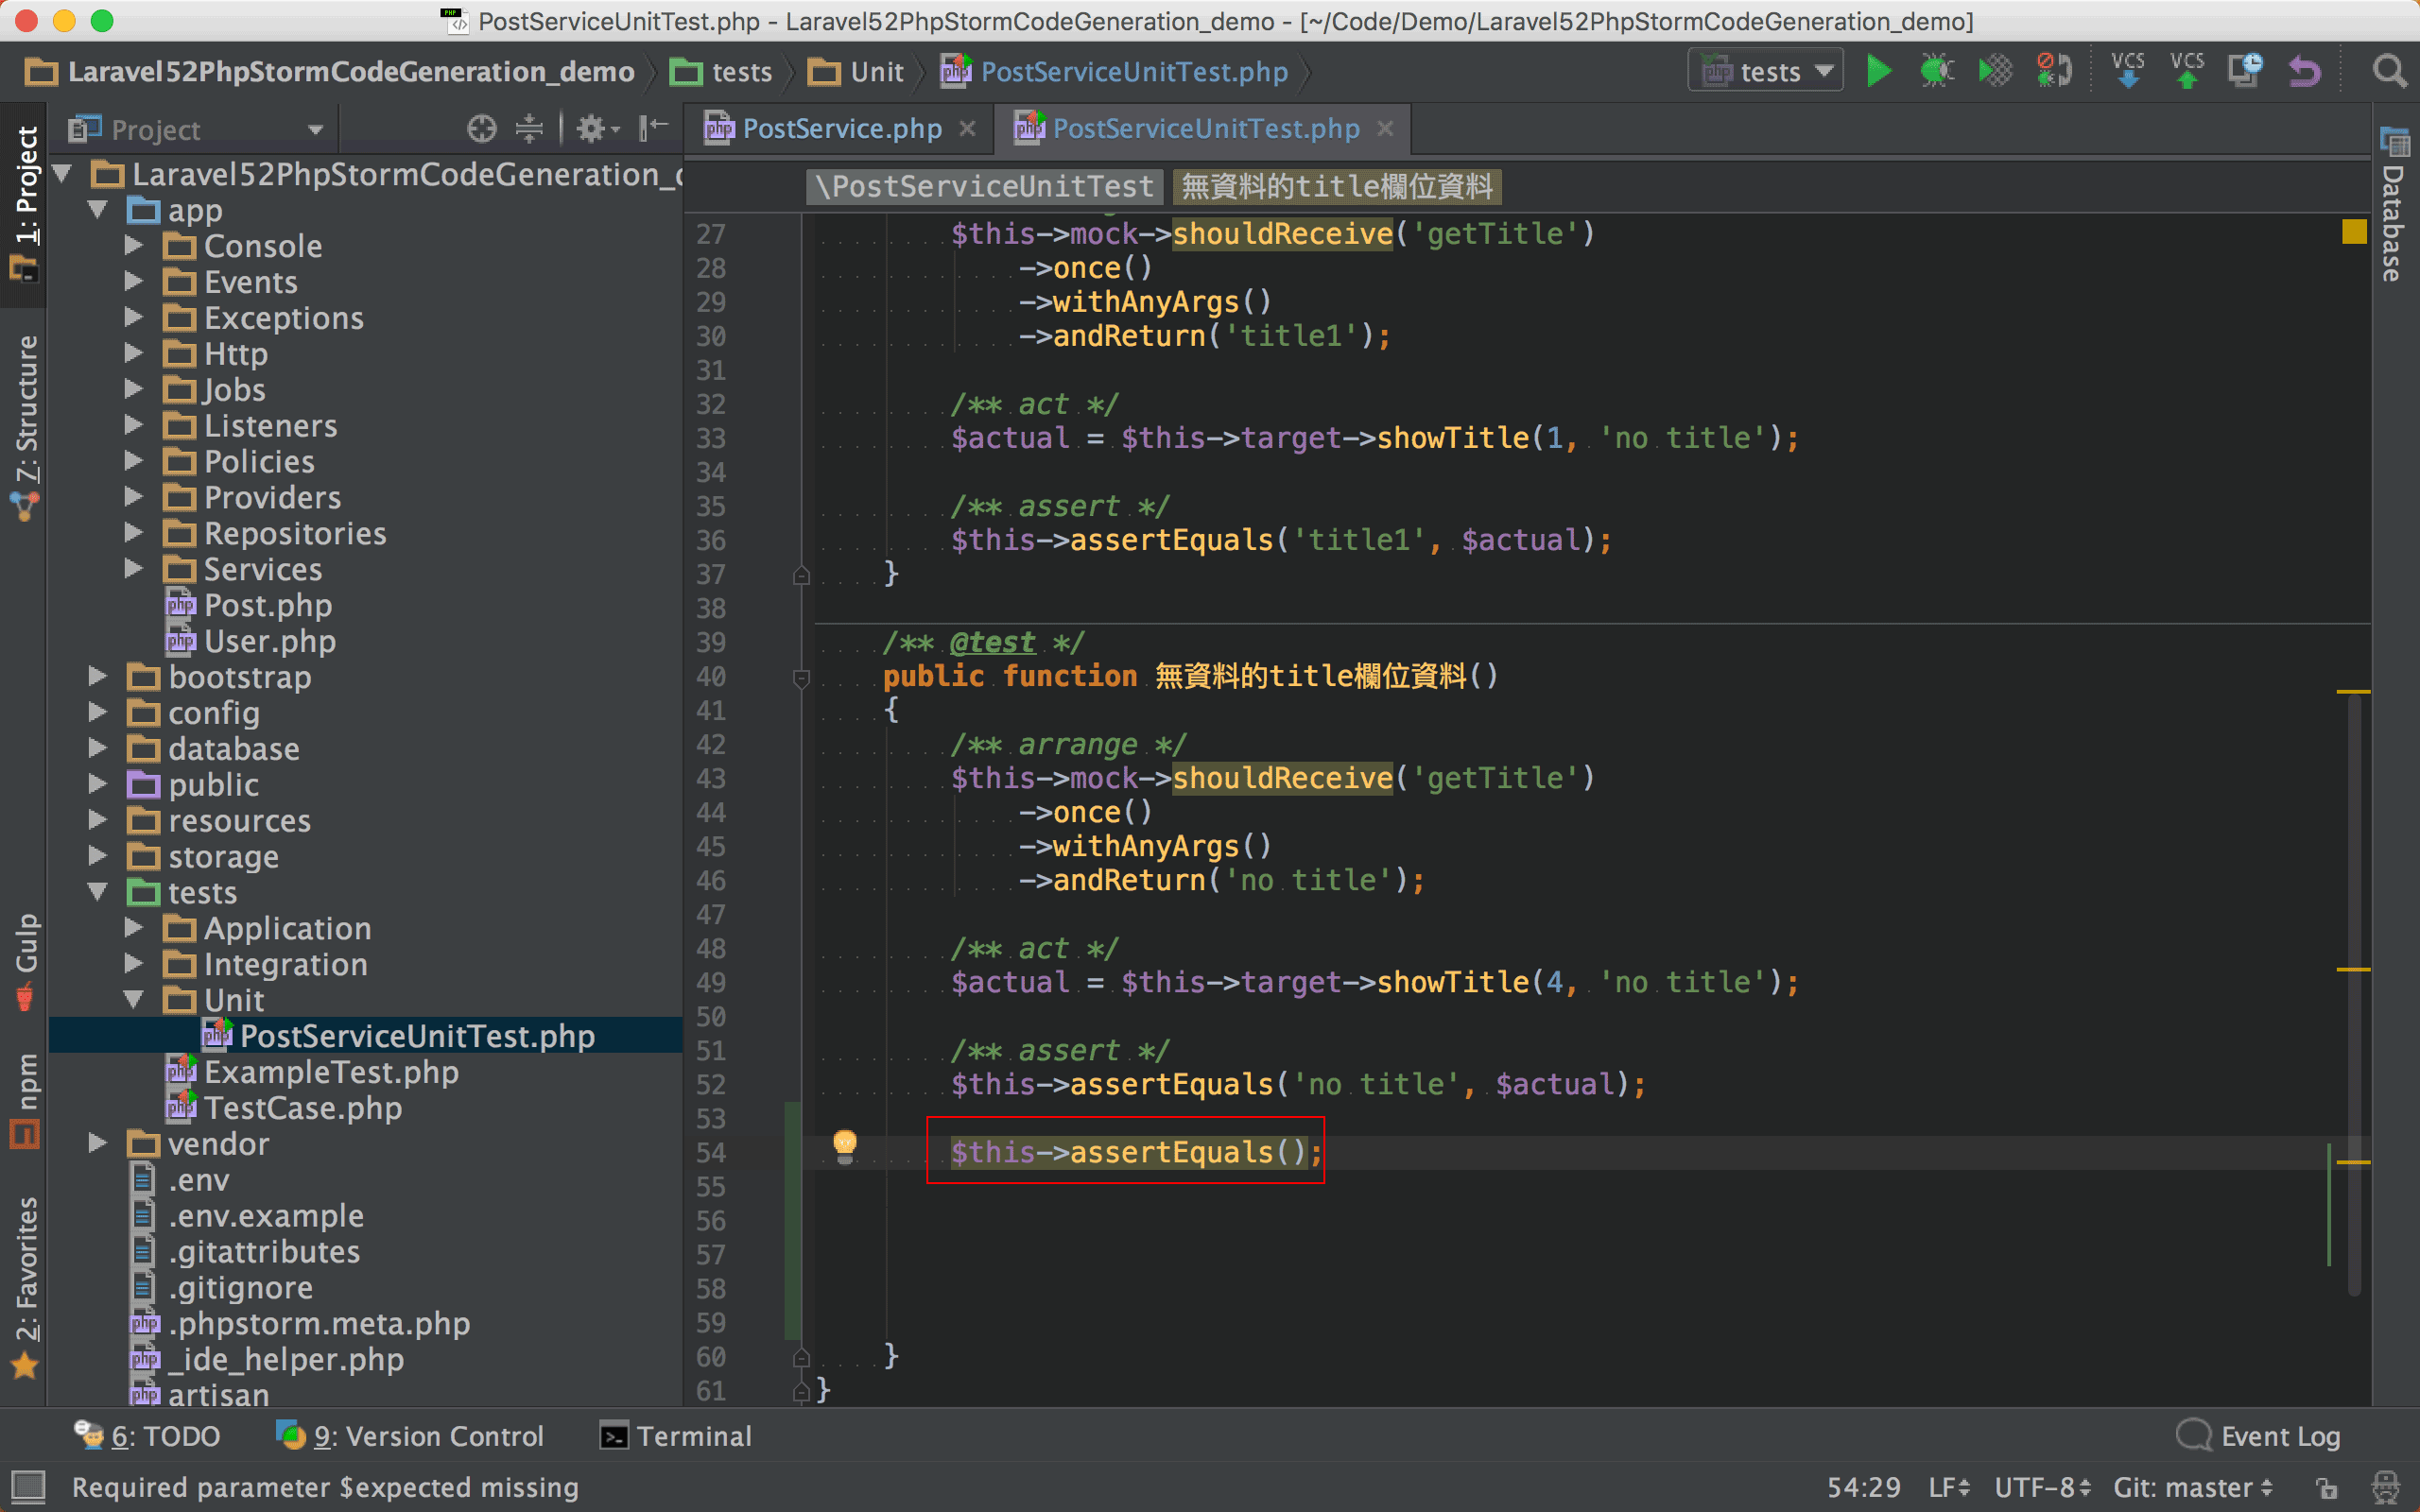 PostServiceUnitTest.php - Laravel52PhpStormCodeGeneration_demo - [~/Code/Demo/Laravel52PhpStormCodeGeneration_demo]
Laravel52PhpStormCodeGeneration_demo tests Unit PostServiceUnitTest.php tests VCS VCS
1: Project
7: Structure
Gulp
npm
2: Favorites
Project
Laravel52PhpStormCodeGeneration_
app
Console
Events
Exceptions
Http
Jobs
Listeners
Policies
Providers
Repositories
Services
Post.php
User.php
bootstrap
config
database
public
resources
storage
tests
Application
Integration
Unit
PostServiceUnitTest.php
ExampleTest.php
TestCase.php
vendor
.env
.env.example
.gitattributes
.gitignore
.phpstorm.meta.php
_ide_helper.php
artisan
PostService.php PostServiceUnitTest.php
\PostServiceUnitTest 無資料的title欄位資料
27 $this->mock->shouldReceive('getTitle')
28 ->once()
29 ->withAnyArgs()
30 ->andReturn('title1');
31
32 /** act */
33 $actual = $this->target->showTitle(1, 'no title');
34
35 /** assert */
36 $this->assertEquals('title1', $actual);
37 }
38
39 /** @test */
40 public function 無資料的title欄位資料()
41 {
42 /** arrange */
43 $this->mock->shouldReceive('getTitle')
44 ->once()
45 ->withAnyArgs()
46 ->andReturn('no title');
47
48 /** act */
49 $actual = $this->target->showTitle(4, 'no title');
50
51 /** assert */
52 $this->assertEquals('no title', $actual);
53
54 $this->assertEquals();
55
56
57
58
59
60 }
61 }
Database
6: TODO 9: Version Control Terminal Event Log
Required parameter $expected missing 54:29 LF UTF-8 Git: master